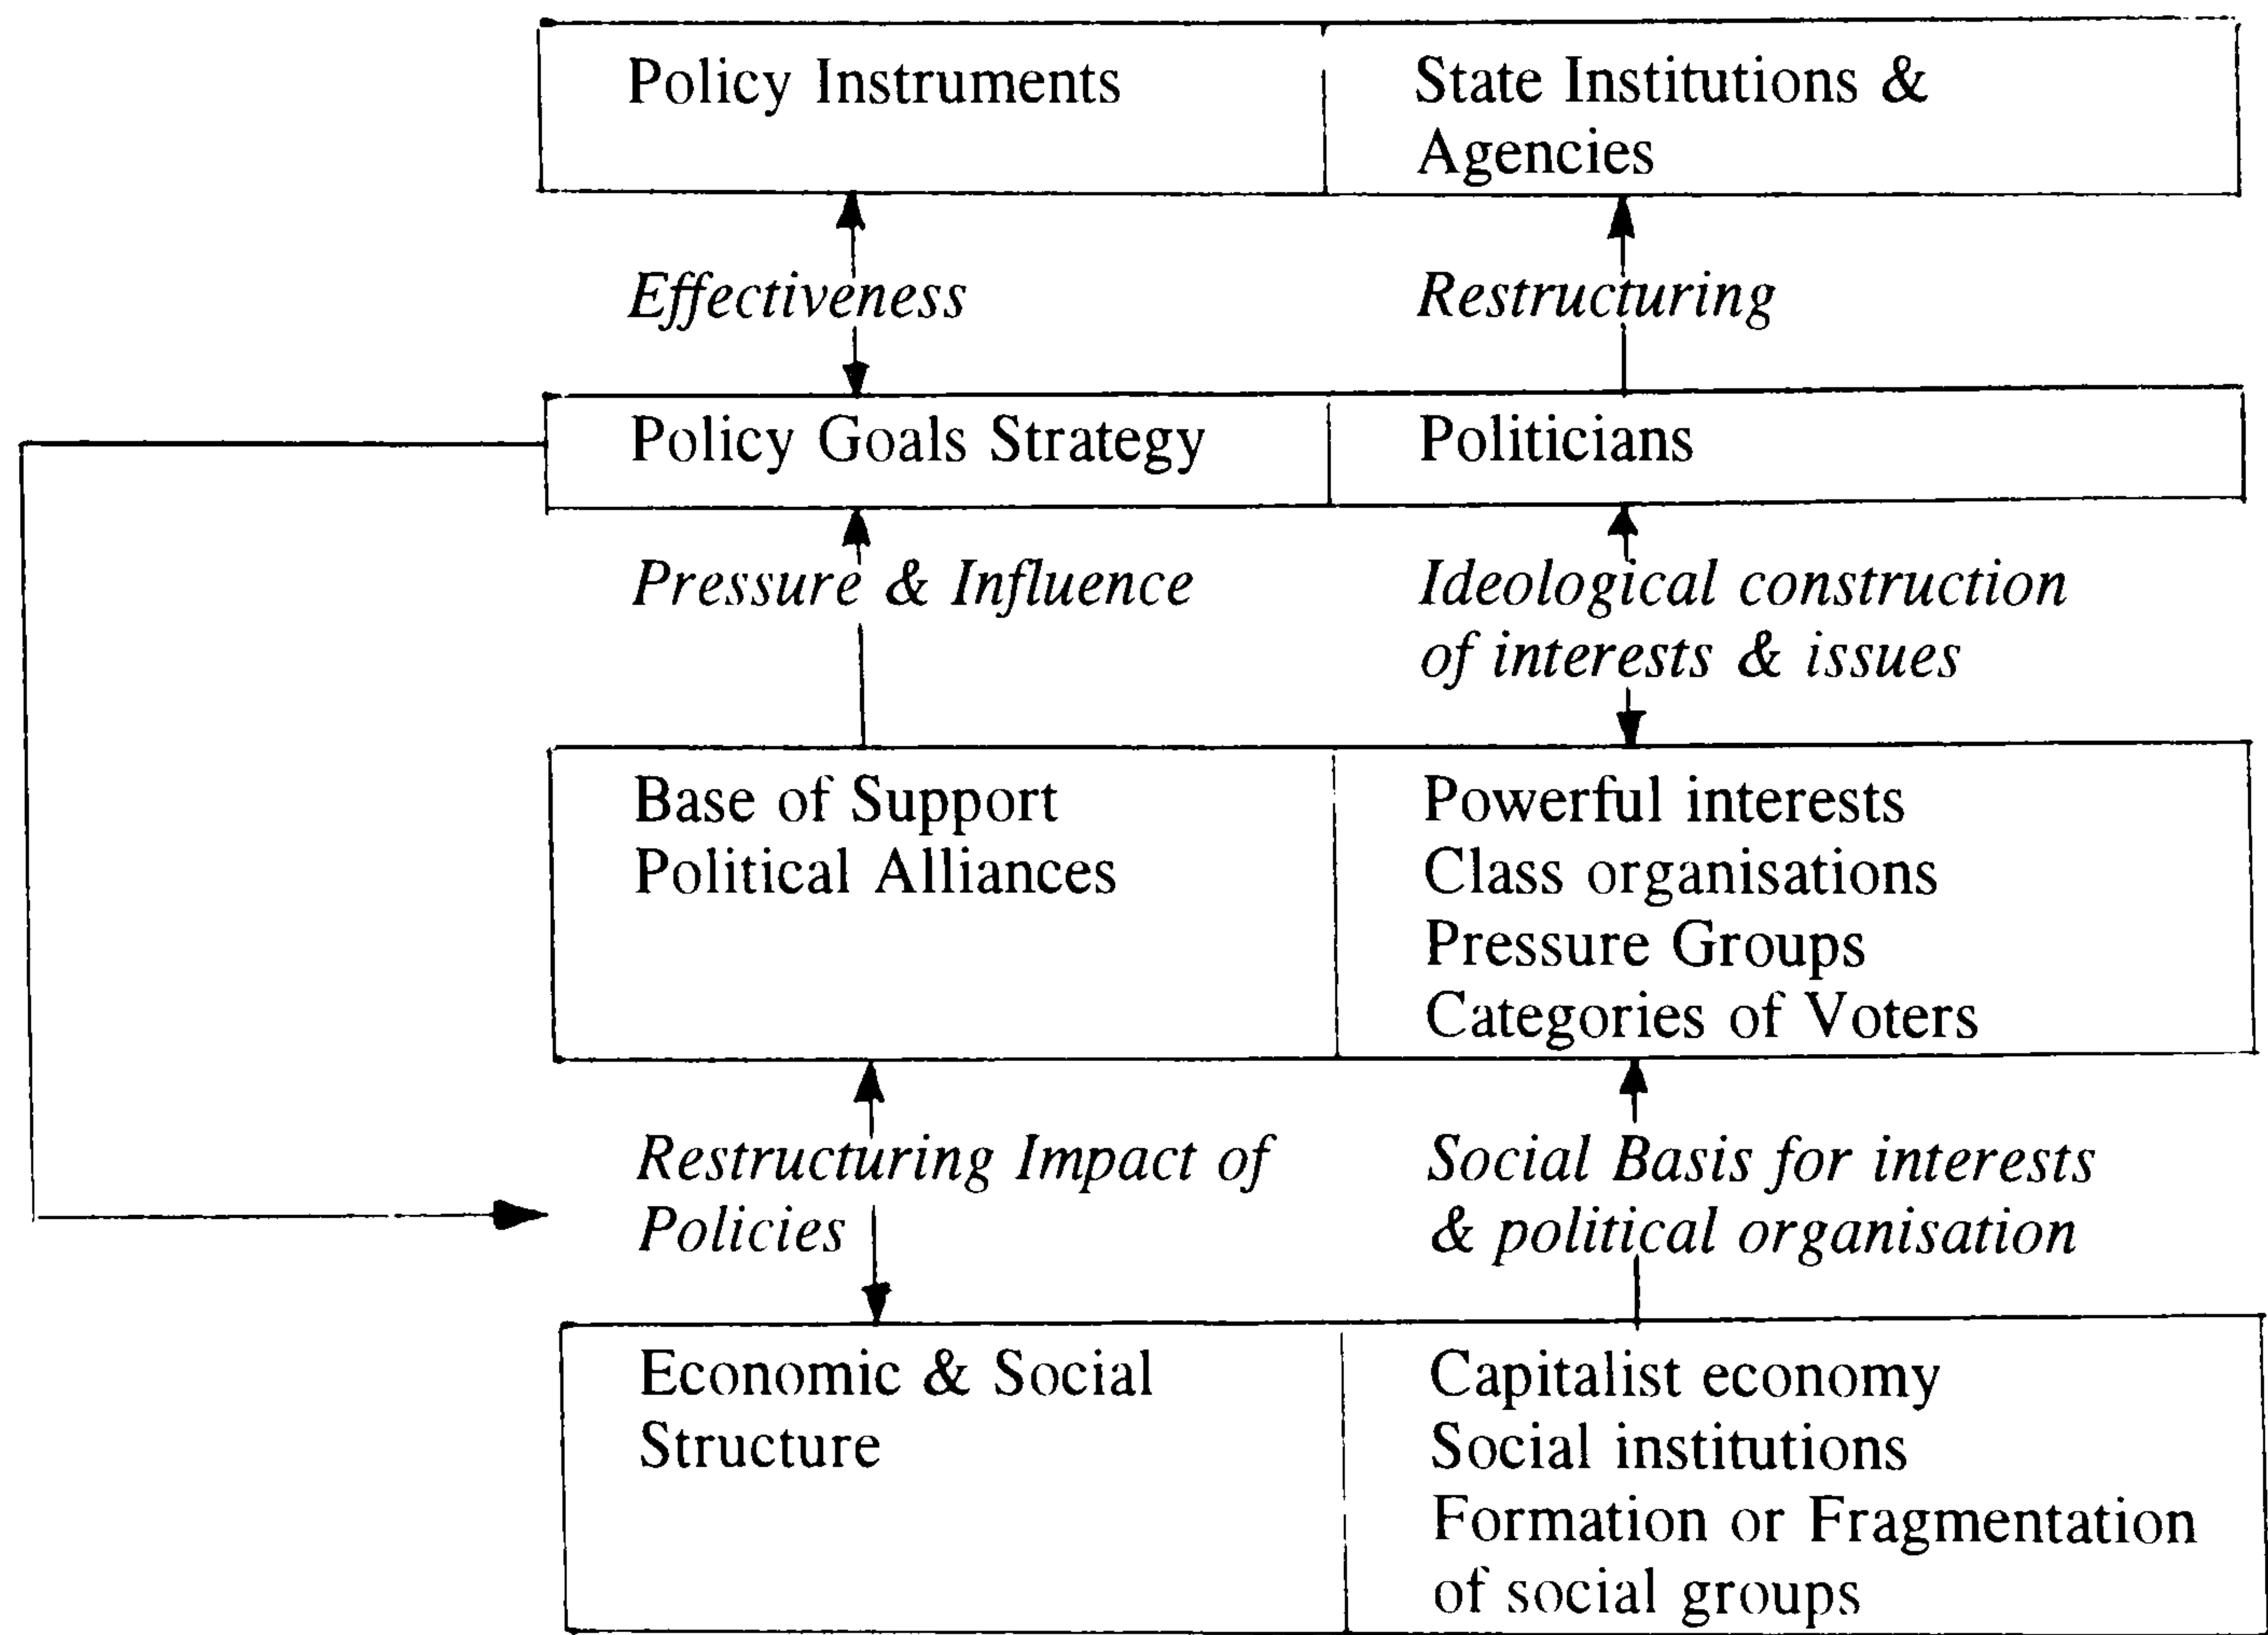 Policy Instruments
State Institutions &
Agencies
Effectiveness
Restructuring
Policy Goals Strategy
Politicians
Pressure & Influence
Ideological construction
of interests & issues
Base of Support
Political Alliances
Powerful interests
Class organisations
Pressure Groups
Categories of Voters
Restructuring Impact of
Policies
Social Basis for interests
& political organisation
Economic & Social
Structure
Capitalist economy
Social institutions
Formation or Fragmentation
of social groups